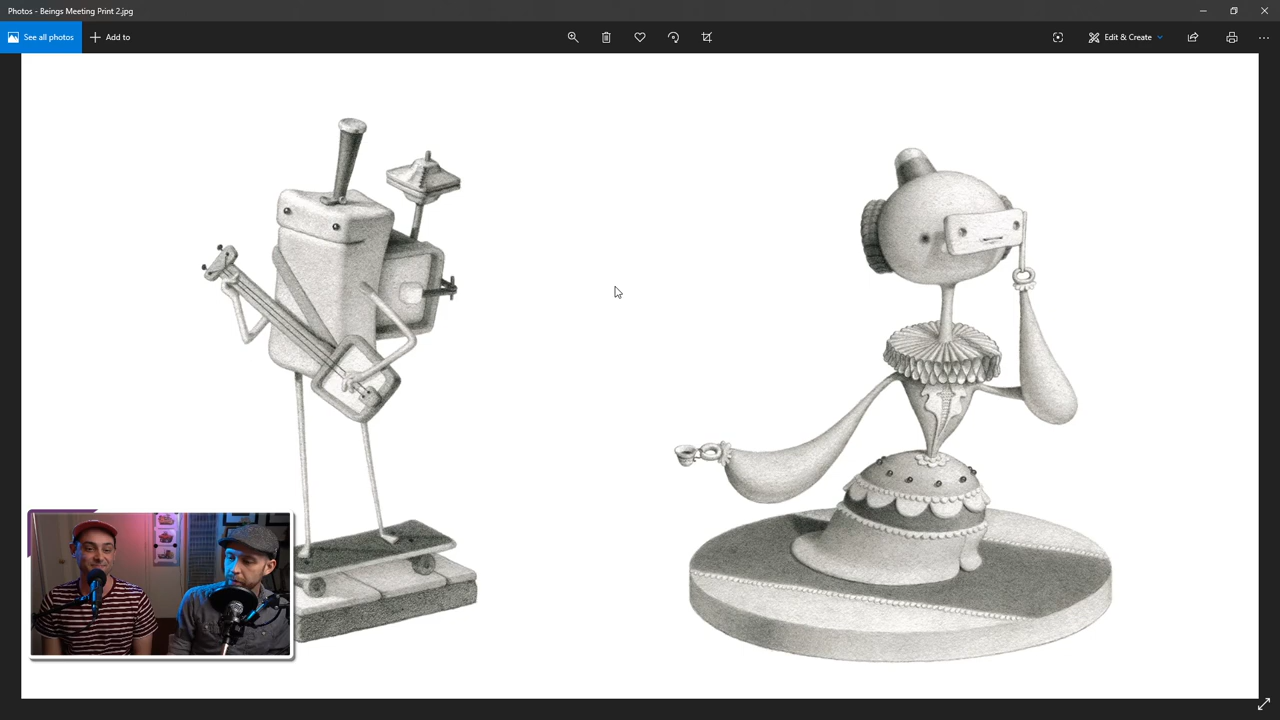 Photos - Beings Meeting Print 2.jpg
See all photos
Add to
Edit & Create